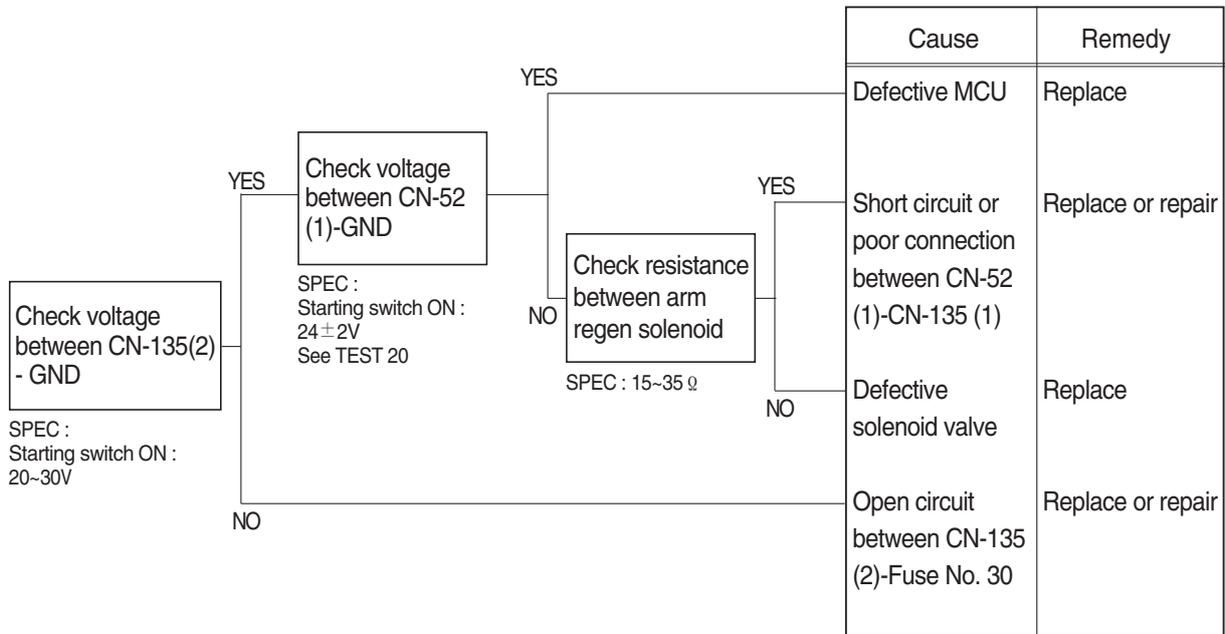 Cause Remedy
YES
Defective MCU Replace
Check voltage
between CN-52
(1)-GND
YES
YES
Short circuit or Replace or repair
poor connection
between CN-52
(1)-CN-135 (1)
Check resistance
between arm
regen solenoid
SPEC :
Starting switch ON :
24±2V
See TEST 20
NO
Check voltage
between CN-135(2)
- GND
SPEC : 15~35 Ω
NO
Defective Replace
solenoid valve
SPEC :
Starting switch ON :
20~30V
NO
Open circuit Replace or repair
between CN-135
(2)-Fuse No. 30